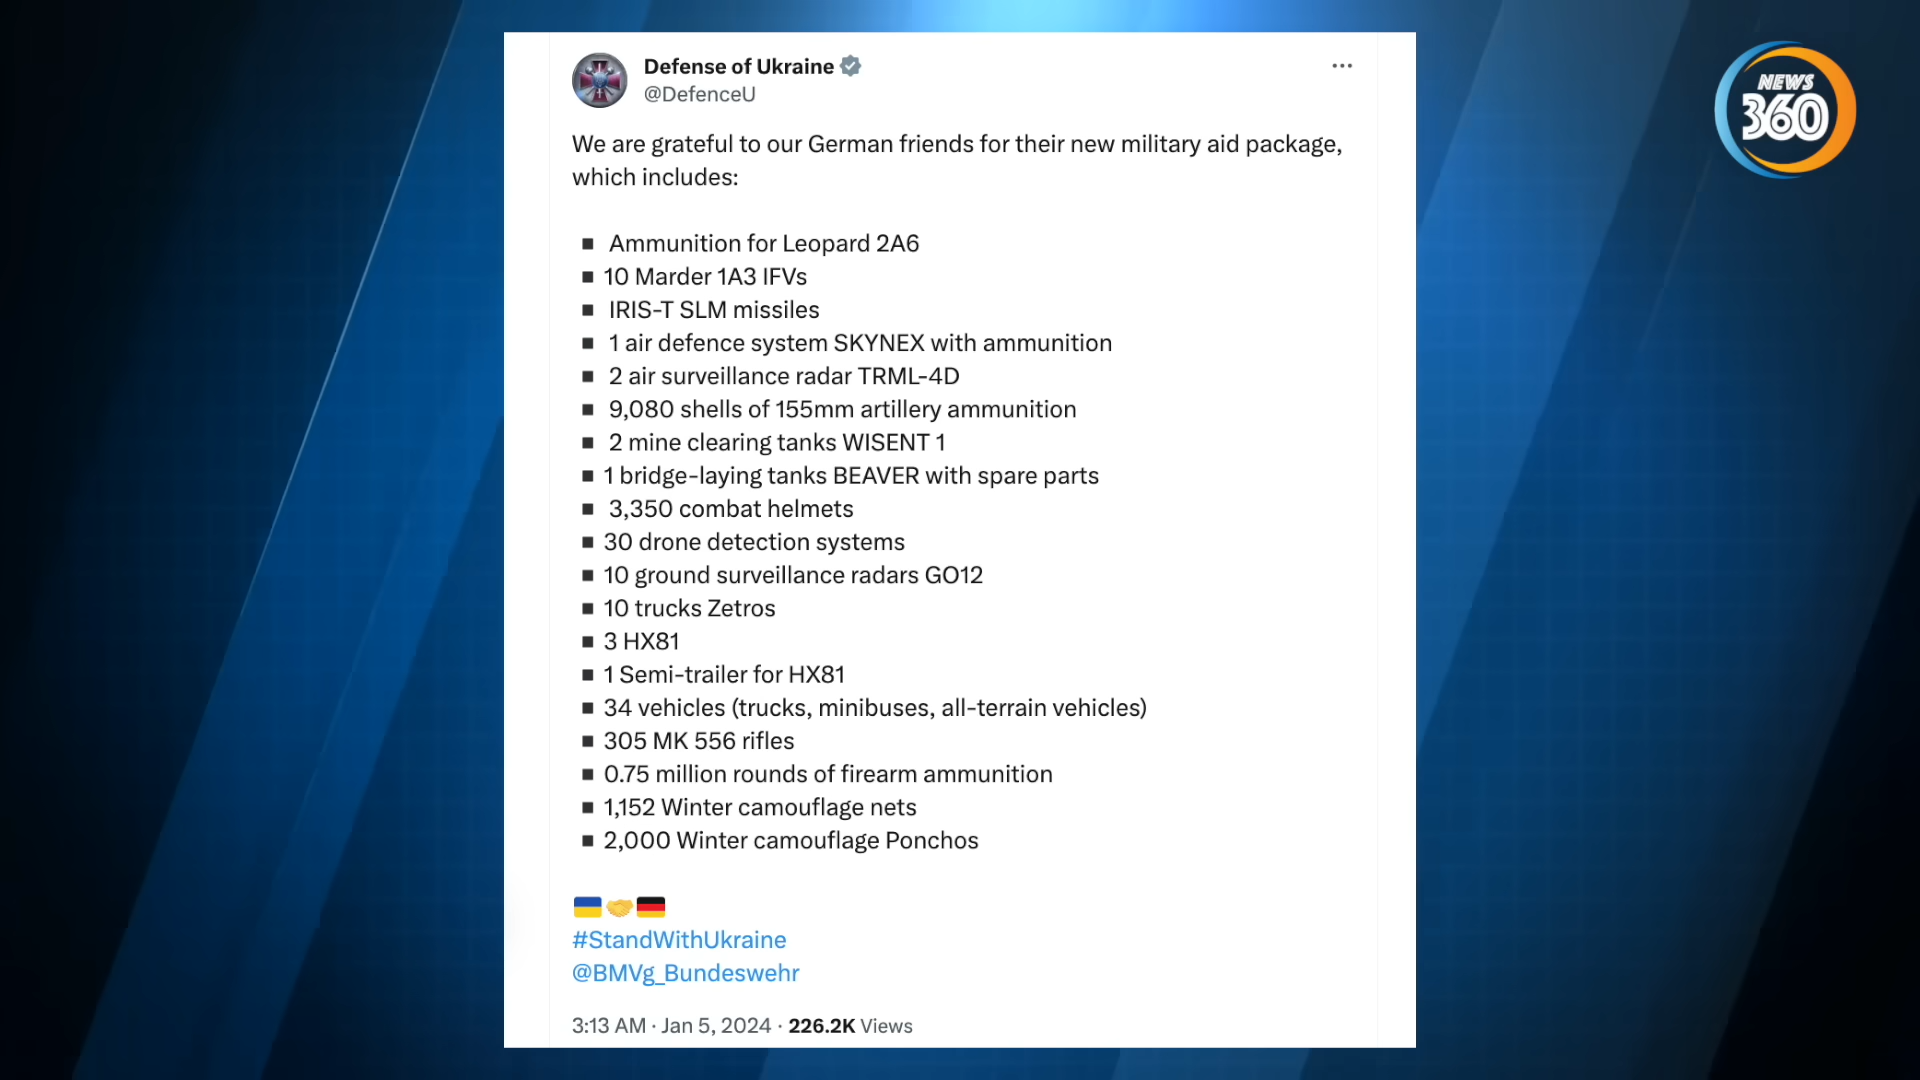 Defense of Ukraine
@DefenceU
We are grateful to our German friends for their new military aid package,
which includes:
▪ Ammunition for Leopard 2A6
▪ 10 Marder 1A3 IFVs
▪ IRIS-T SLM missiles
▪ 1 air defence system SKYNEX with ammunition
▪ 2 air surveillance radar TRML-4D
▪ 9,080 shells of 155mm artillery ammunition
▪ 2 mine clearing tanks WISENT 1
▪ 1 bridge-laying tanks BEAVER with spare parts
▪ 3,350 combat helmets
▪ 30 drone detection systems
▪ 10 ground surveillance radars GO12
▪ 10 trucks Zetros
▪ 3 HX81
▪ 1 Semi-trailer for HX81
▪ 34 vehicles (trucks, minibuses, all-terrain vehicles)
▪ 305 MK 556 rifles
▪ 0.75 million rounds of firearm ammunition
▪ 1,152 Winter camouflage nets
▪ 2,000 Winter camouflage Ponchos
🇺🇦🤝🇩🇪
#StandWithUkraine
@BMVg_Bundeswehr
3:13 AM · Jan 5, 2024 · 226.2K Views
NEWS
360